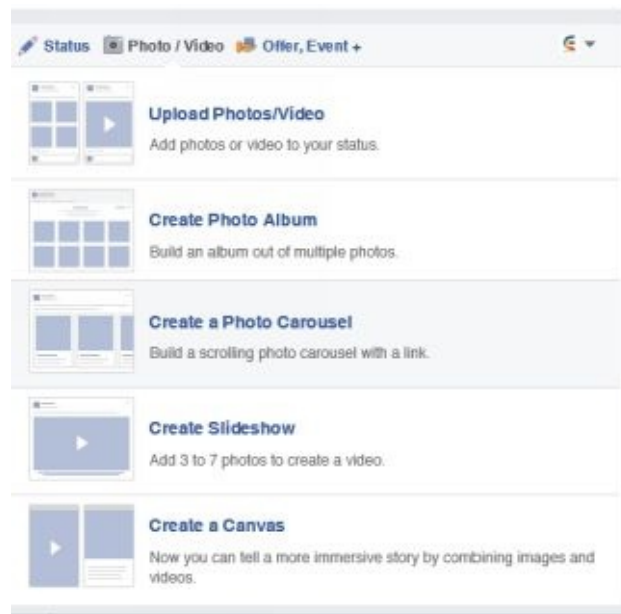 Status Photo / Video Offer, Event +
Upload Photos/Video
Add photos or video to your status.
Create Photo Album
Build an album out of multiple photos.
Create a Photo Carousel
Build a scrolling photo carousel with a link.
Create Slideshow
Add 3 to 7 photos to create a video.
Create a Canvas
Now you can tell a more immersive story by combining images and
videos.